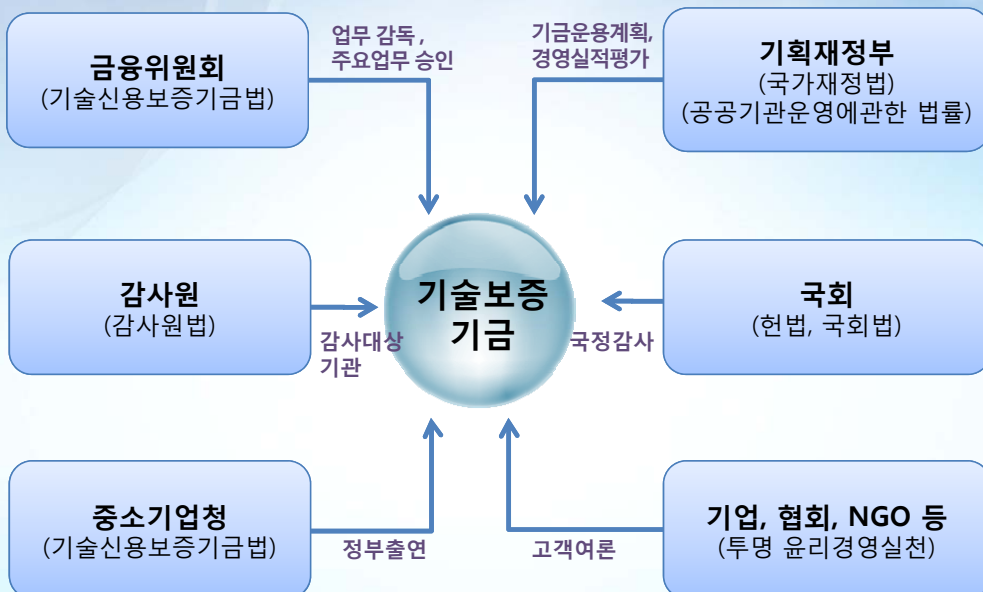 금융위원회
(기술신용보증기금법)
업무 감독 ,
주요업무 승인
기금운용계획,
경영실적평가
기획재정부
(국가재정법)
(공공기관운영에관한 법률)
감사원
(감사원법)
감사대상
기관
기술보증
기금
국정감사
국회
(헌법, 국회법)
중소기업청
(기술신용보증기금법)
정부출연
고객여론
기업, 협회, NGO 등
(투명 윤리경영실천)